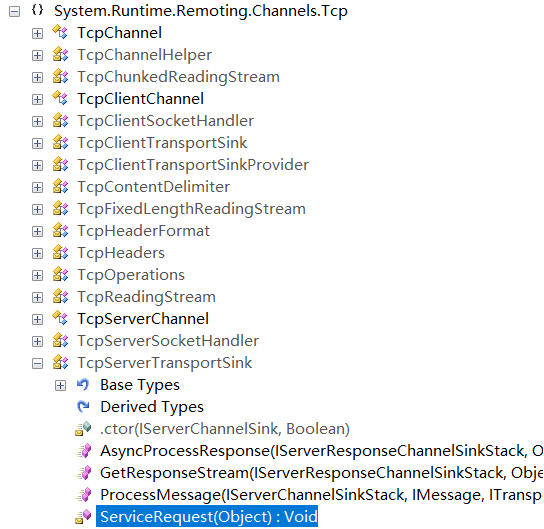 {} System.Runtime.Remoting.Channels.Tcp
TcpChannel
TcpChannelHelper
TcpChunkedReadingStream
TcpClientChannel
TcpClientSocketHandler
TcpClientTransportSink
TcpClientTransportSinkProvider
TcpContentDelimiter
TcpFixedLengthReadingStream
TcpHeaderFormat
TcpHeaders
TcpOperations
TcpReadingStream
TcpServerChannel
TcpServerSocketHandler
TcpServerTransportSink
Base Types
Derived Types
.ctor(IServerChannelSink, Boolean)
AsyncProcessResponse(IServerResponseChannelSinkStack, O
GetResponseStream(IServerResponseChannelSinkStack, Obje
ProcessMessage(IServerChannelSinkStack, IMessage, ITransp
ServiceRequest(Object) : Void